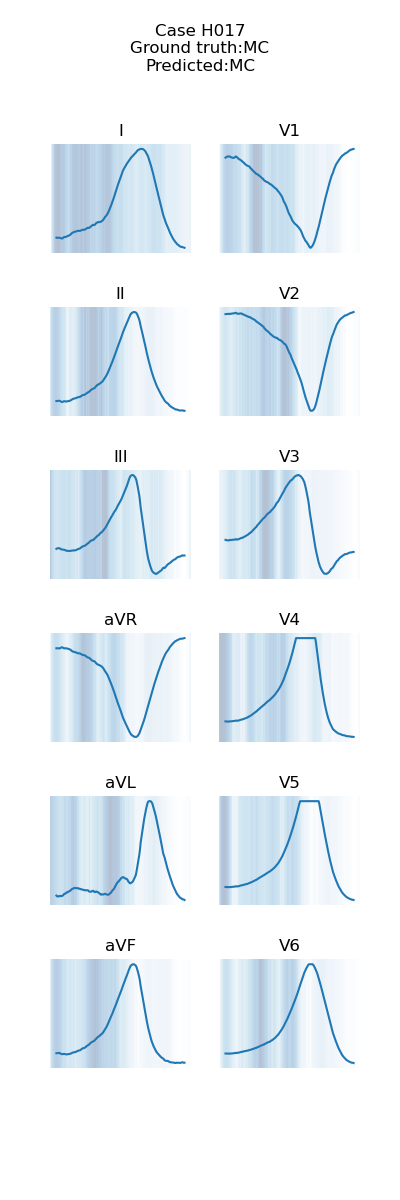 Case H017
Ground truth:MC
Predicted:MC
I
V1
II
V2
III
V3
aVR
V4
aVL
V5
aVF
V6